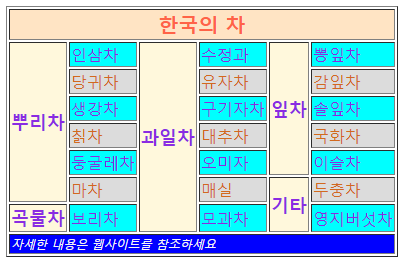 한국의 차
뿌리차 인삼차 과일차 수정과 잎차 뽕잎차
당귀차 유자차 감잎차
생강차 구기자차 솔잎차
칡차 대추차 국화차
둥굴레차 오미자 이슬차
마차 매실 기타 두충차
곡물차 보리차 모과차 영지버섯차
자세한 내용은 웹사이트를 참조하세요